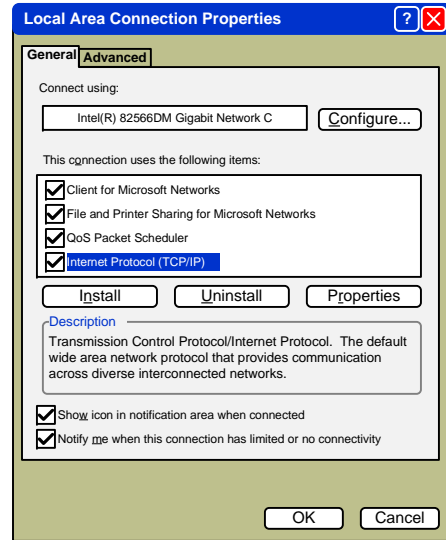 Local Area Connection Properties ?
General Advanced
Connect using:
Intel(R) 82566DM Gigabit Network C Configure...
This connection uses the following items:
Client for Microsoft Networks
File and Printer Sharing for Microsoft Networks
QoS Packet Scheduler
Internet Protocol (TCP/IP)
Install Uninstall Properties
Description
Transmission Control Protocol/Internet Protocol. The default
wide area network protocol that provides communication
across diverse interconnected networks.
Show icon in notification area when connected
Notify me when this connection has limited or no connectivity
OK Cancel